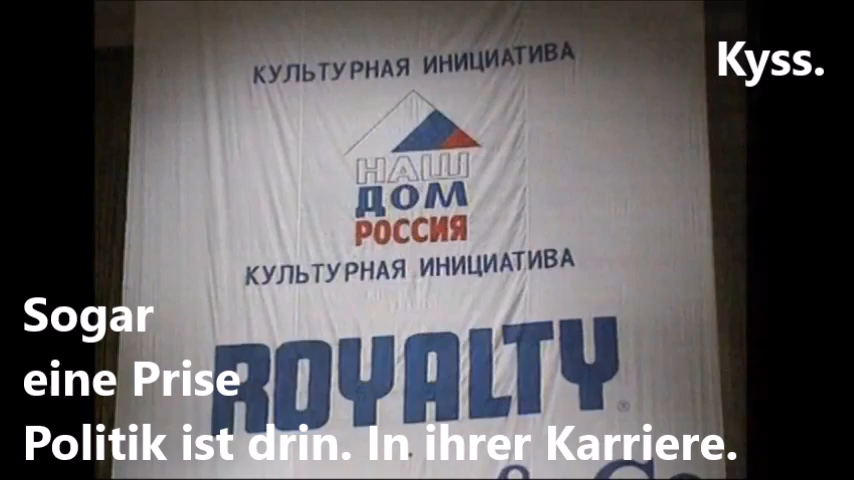 КУЛЬТУРНАЯ ИНИЦИАТИВА
Kyss.
НАШ
ДОМ
РОССИЯ
КУЛЬТУРНАЯ ИНИЦИАТИВА
Sogar
ROYALTY®
eine Prise
Politik ist drin. In ihrer Karriere.